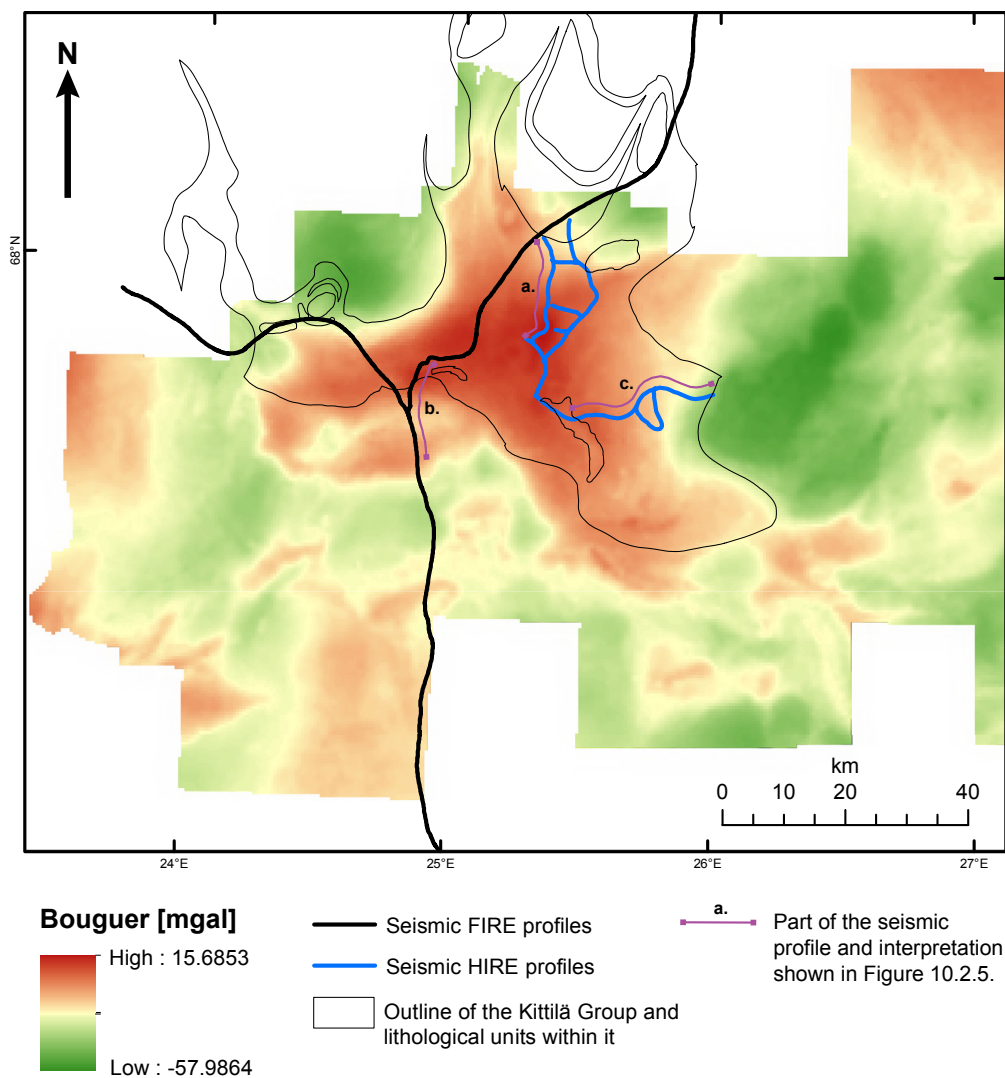 N
68°N
a.
b.
c.
km
0 10 20 40
24°E 25°E 26°E 27°E
Bouguer [mgal]
High : 15.6853
Low : -57.9864
Seismic FIRE profiles
Seismic HIRE profiles
Outline of the Kittilä Group and
lithological units within it
a.
Part of the seismic
profile and interpretation
shown in Figure 10.2.5.